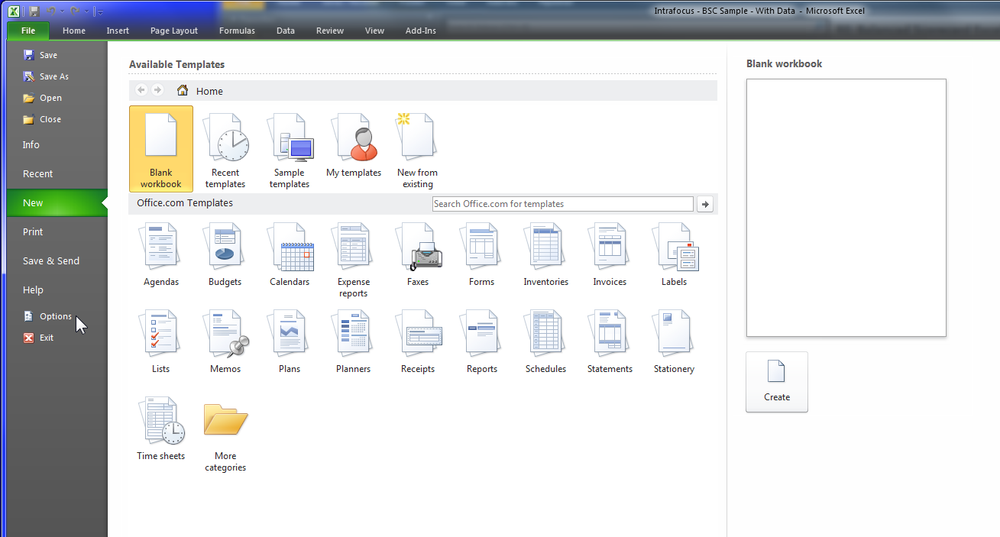 Intrafocus - BSC Sample - With Data - Microsoft Excel
File Home Insert Page Layout Formulas Data Review View Add-Ins
Save
Save As
Open
Close
Info
Recent
New
Print
Save & Send
Help
Options
Exit
Available Templates
Home
Blank workbook
Recent templates
Sample templates
My templates
New from existing
Office.com Templates
Search Office.com for templates
Agendas
Budgets
Calendars
Expense reports
Faxes
Forms
Inventories
Invoices
Labels
Lists
Memos
Plans
Planners
Receipts
Reports
Schedules
Statements
Stationery
Time sheets
More categories
Blank workbook
Create